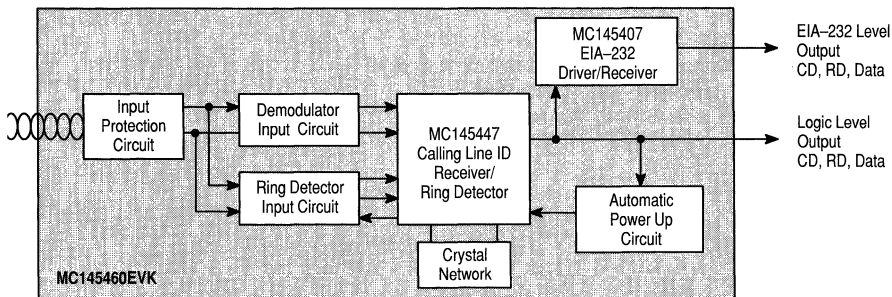 MC145407
EIA–232
Driver/Receiver
EIA–232 Level
Output
CD, RD, Data
Input
Protection
Circuit
Demodulator
Input Circuit
MC145447
Calling Line ID
Receiver/
Ring Detector
Logic Level
Output
CD, RD, Data
Ring Detector
Input Circuit
Automatic
Power Up
Circuit
Crystal
Network
MC145460EVK